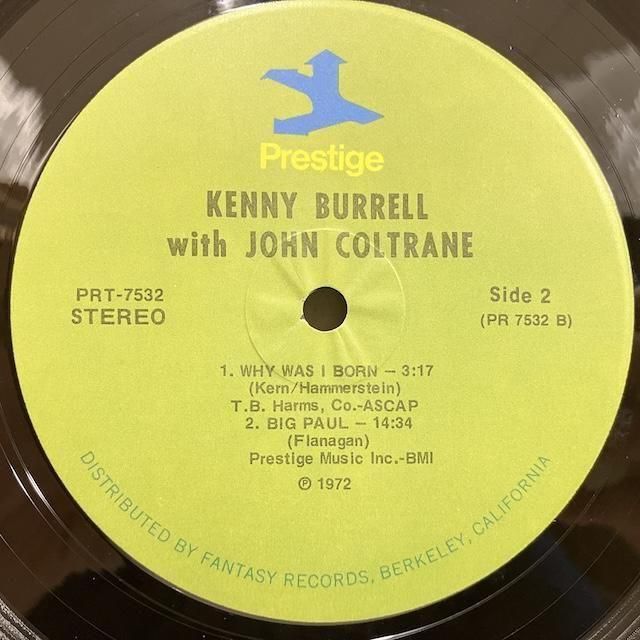 Prestige
KENNY BURRELL
with JOHN COLTRANE
PRT-7532
STEREO
Side 2
(PR 7532 B)
1. WHY WAS I BORN – 3:17
(Kern/Hammerstein)
T.B. Harms, Co.-ASCAP
2. BIG PAUL – 14:34
(Flanagan)
Prestige Music Inc.-BMI
℗ 1972
DISTRIBUTED BY FANTASY RECORDS, BERKELEY, CALIFORNIA